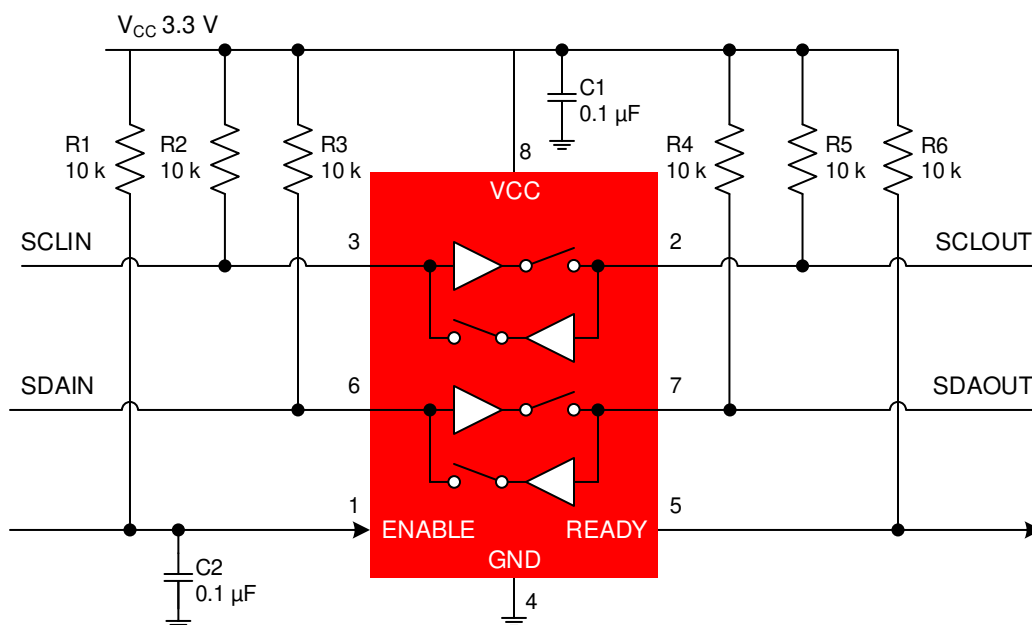 VCC 3.3 V
C1
0.1 µF
R1
10 k
R2
10 k
R3
10 k
R4
10 k
R5
10 k
R6
10 k
8
VCC
SCLIN
3
2
SCLOUT
SDAIN
6
7
SDAOUT
1
ENABLE
READY
5
GND
4
C2
0.1 µF